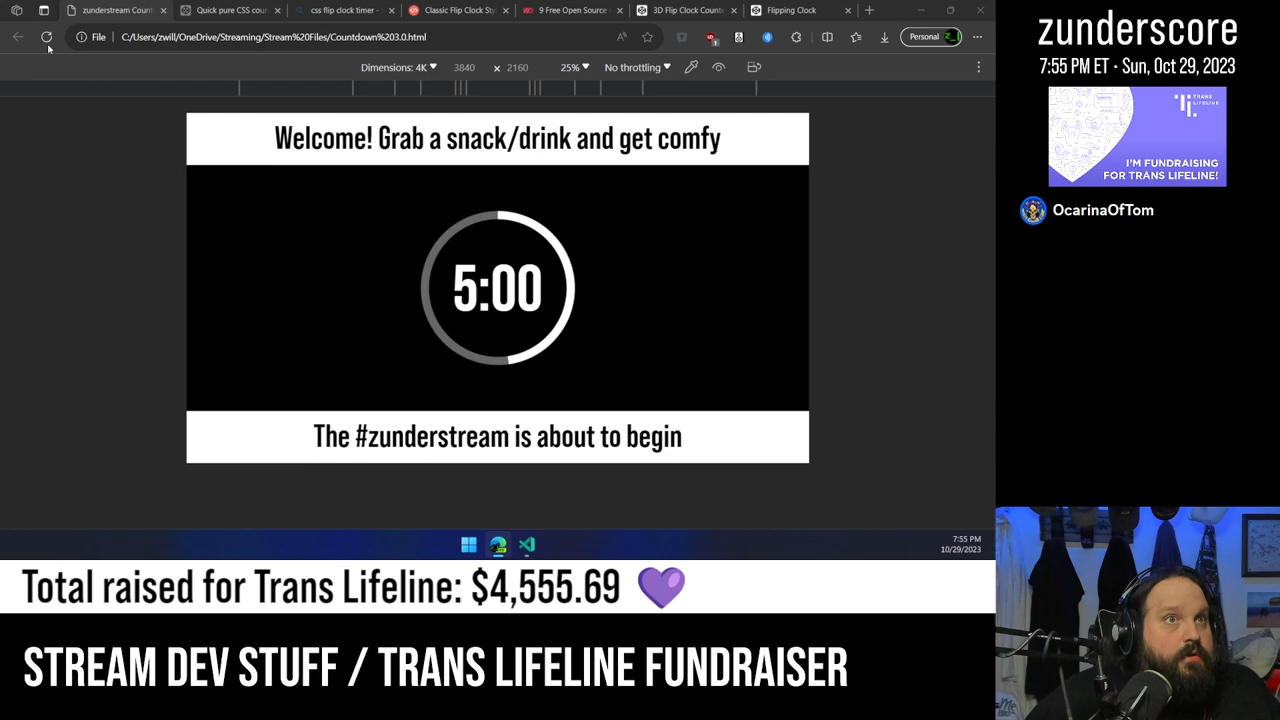 zunderstream Count
Quick pure CSS coun
css flip clock timer -
Classic Flip Clock Sty
9 Free Open Source
3D Flip Clock Counte
Flipping Clock
File
C:/Users/zwill/OneDrive/Streaming/Stream%20Files/Countdown%203.0.html
Personal
Dimensions: 4K
3840
×
2160
25%
No throttling
Welcome! Grab a snack/drink and get comfy
5:00
The #zunderstream is about to begin
7:55 PM
10/29/2023
Total raised for Trans Lifeline: $4,555.69
STREAM DEV STUFF / TRANS LIFELINE FUNDRAISER
zunderscore
7:55 PM ET · Sun, Oct 29, 2023
TRANS
LIFELINE
I'M FUNDRAISING
FOR TRANS LIFELINE!
OcarinaOfTom